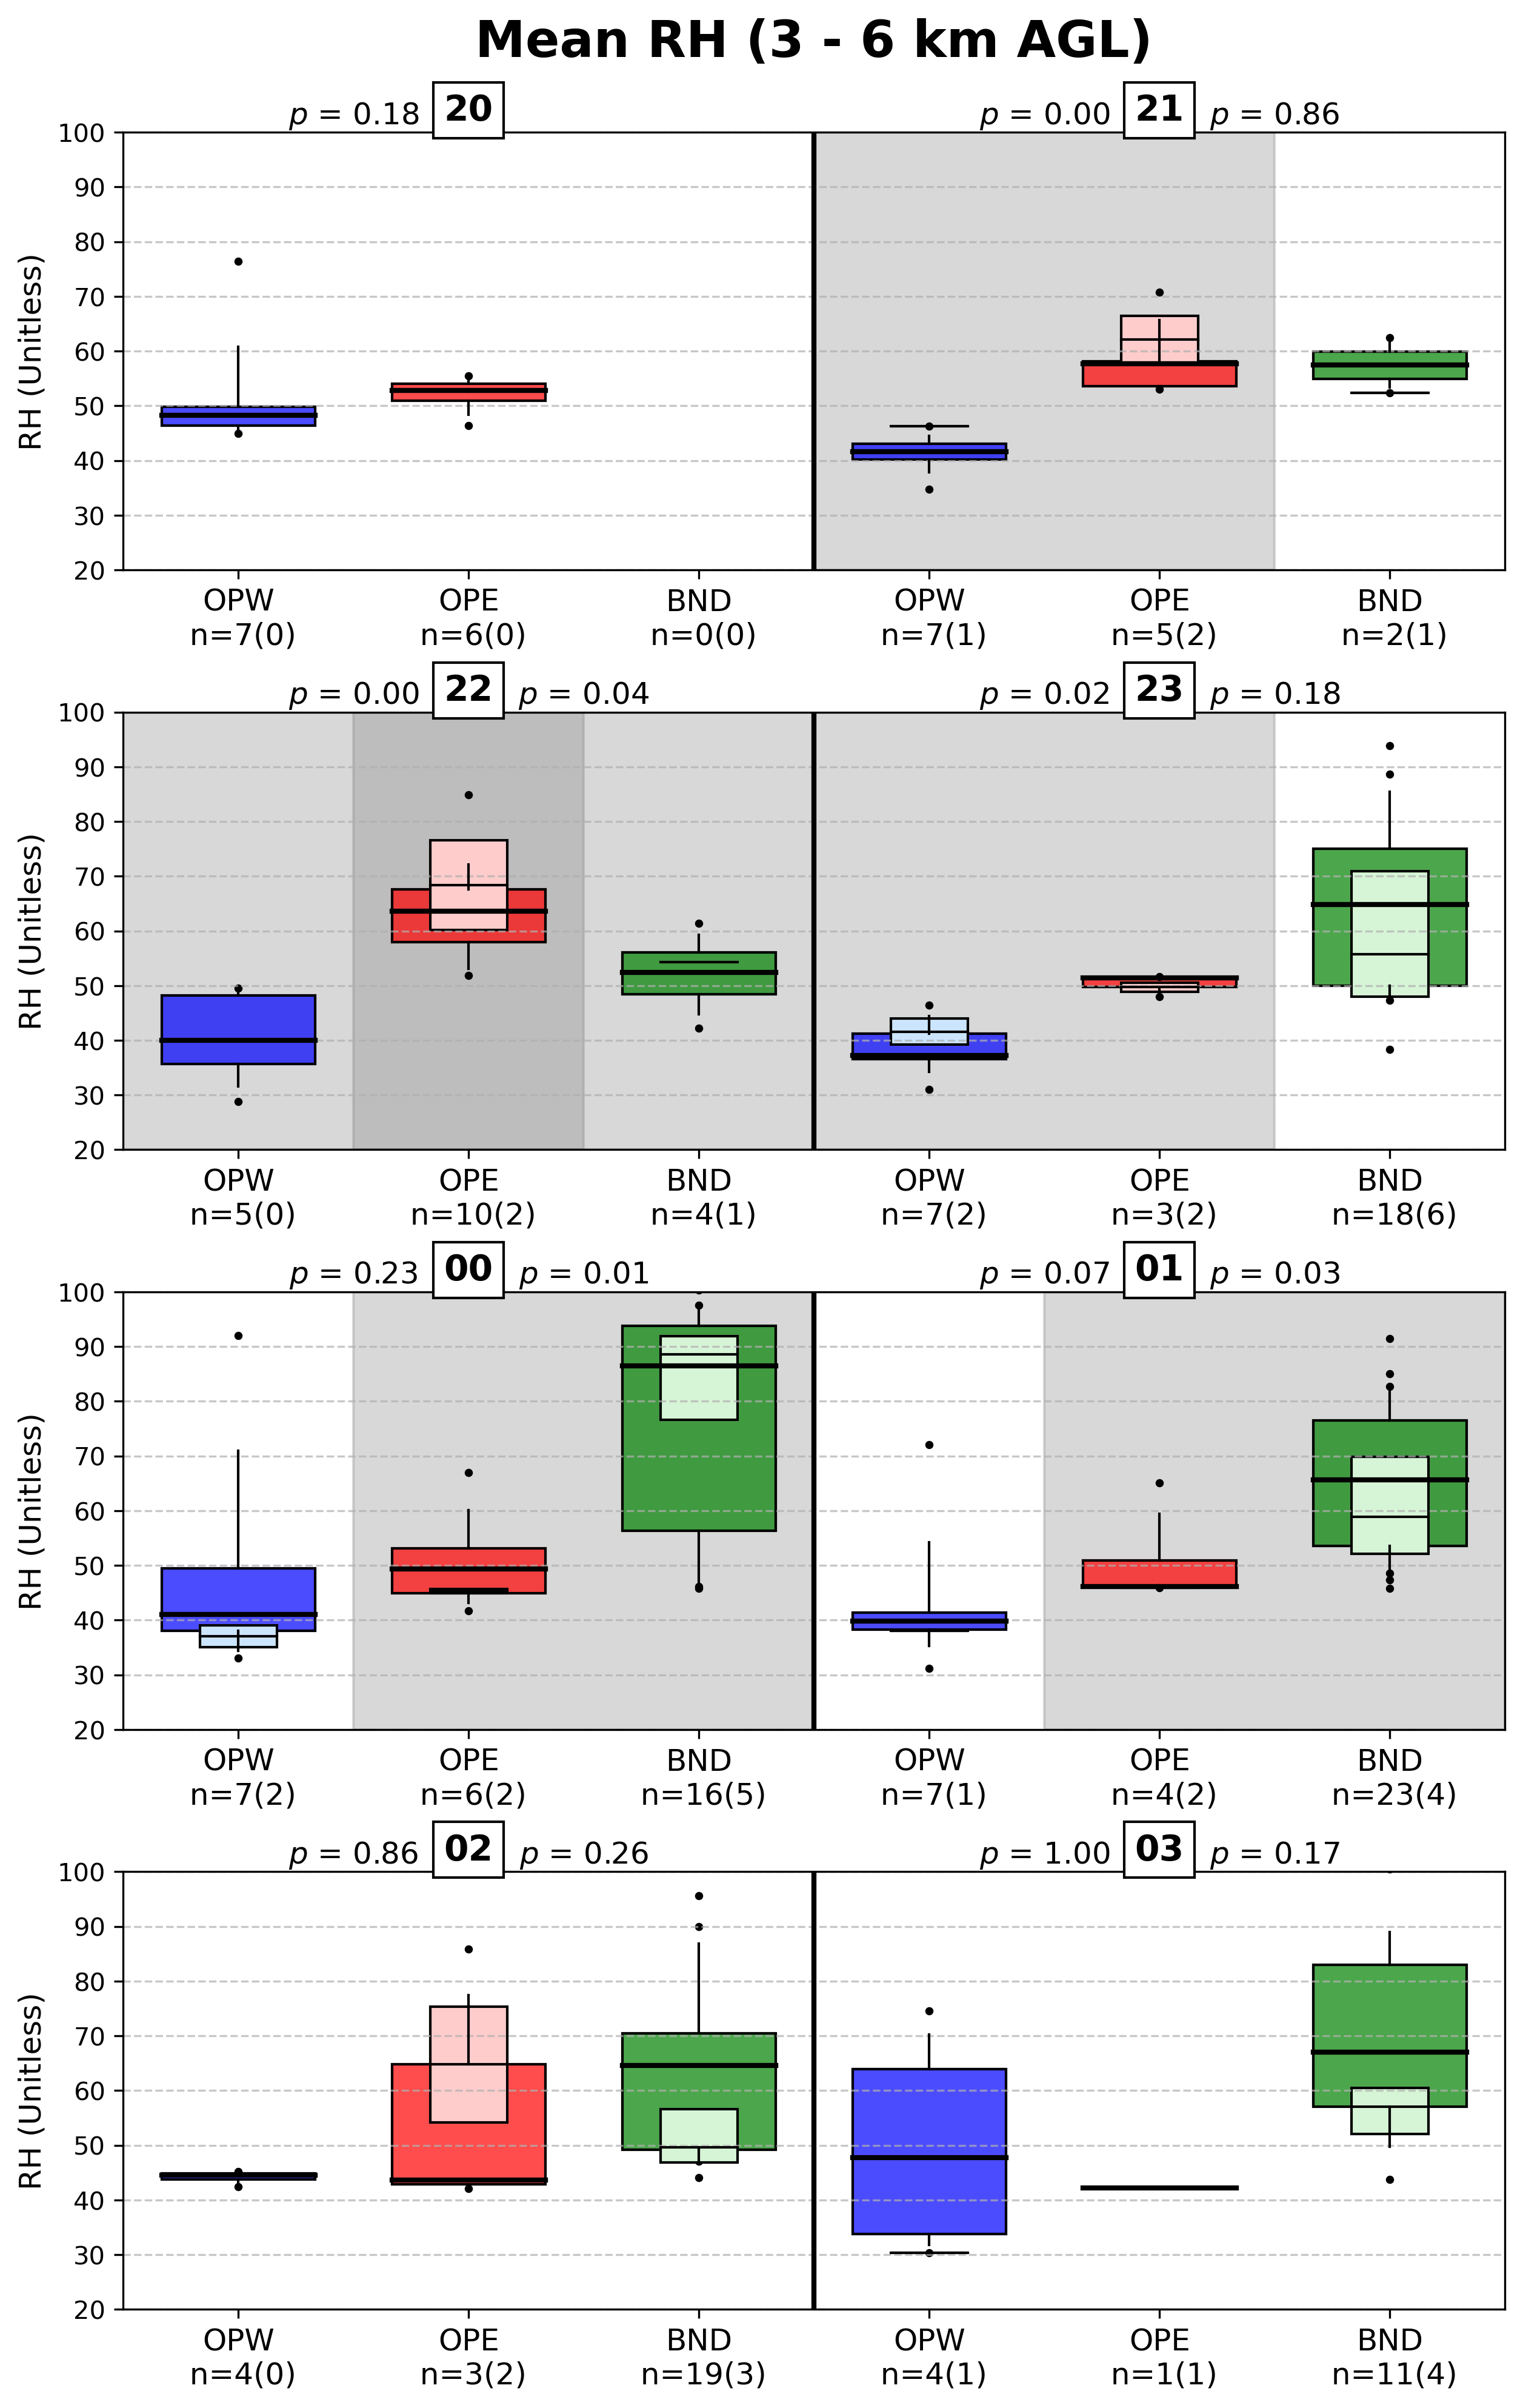 Mean RH (3 - 6 km AGL)
p = 0.18 20
p = 0.00 21 p = 0.86
100
90
80
70
60
50
40
30
20
RH (Unitless)
OPW OPE BND OPW OPE BND
n=7(0) n=6(0) n=0(0) n=7(1) n=5(2) n=2(1)
p = 0.00 22 p = 0.04
p = 0.02 23 p = 0.18
100
90
80
70
60
50
40
30
20
RH (Unitless)
OPW OPE BND OPW OPE BND
n=5(0) n=10(2) n=4(1) n=7(2) n=3(2) n=18(6)
p = 0.23 00 p = 0.01
p = 0.07 01 p = 0.03
100
90
80
70
60
50
40
30
20
RH (Unitless)
OPW OPE BND OPW OPE BND
n=7(2) n=6(2) n=16(5) n=7(1) n=4(2) n=23(4)
p = 0.86 02 p = 0.26
p = 1.00 03 p = 0.17
100
90
80
70
60
50
40
30
20
RH (Unitless)
OPW OPE BND OPW OPE BND
n=4(0) n=3(2) n=19(3) n=4(1) n=1(1) n=11(4)